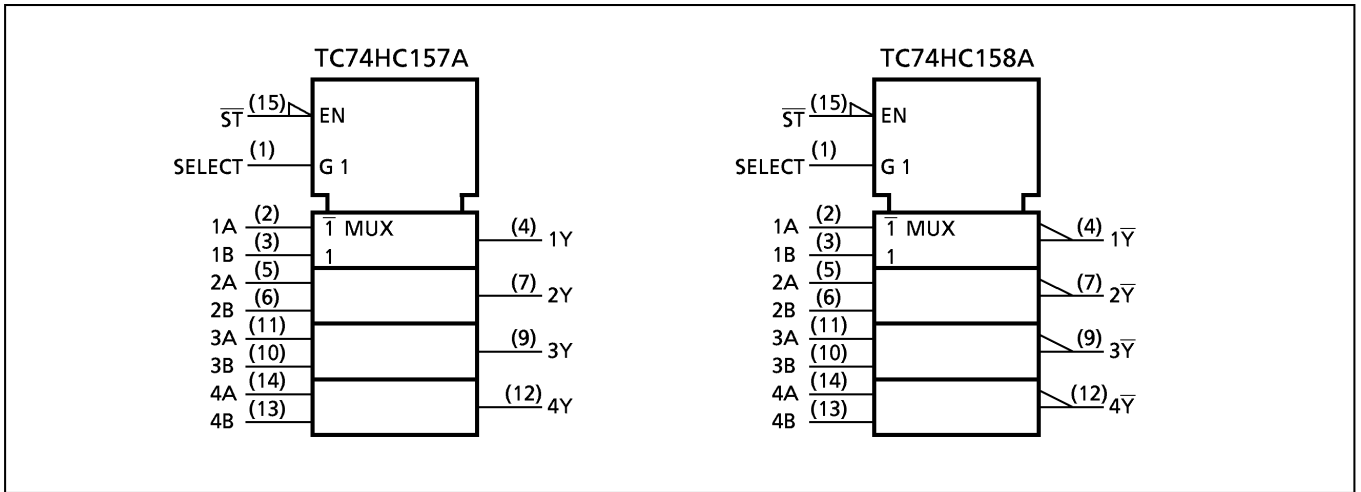 TC74HC157A
S̅T̅ (15) EN
SELECT (1) G 1
1A (2) 1̅ MUX (4) 1Y
1B (3) 1
2A (5) (7) 2Y
2B (6)
3A (11) (9) 3Y
3B (10)
4A (14) (12) 4Y
4B (13)
TC74HC158A
S̅T̅ (15) EN
SELECT (1) G 1
1A (2) 1̅ MUX (4) 1Y̅
1B (3) 1
2A (5) (7) 2Y̅
2B (6)
3A (11) (9) 3Y̅
3B (10)
4A (14) (12) 4Y̅
4B (13)